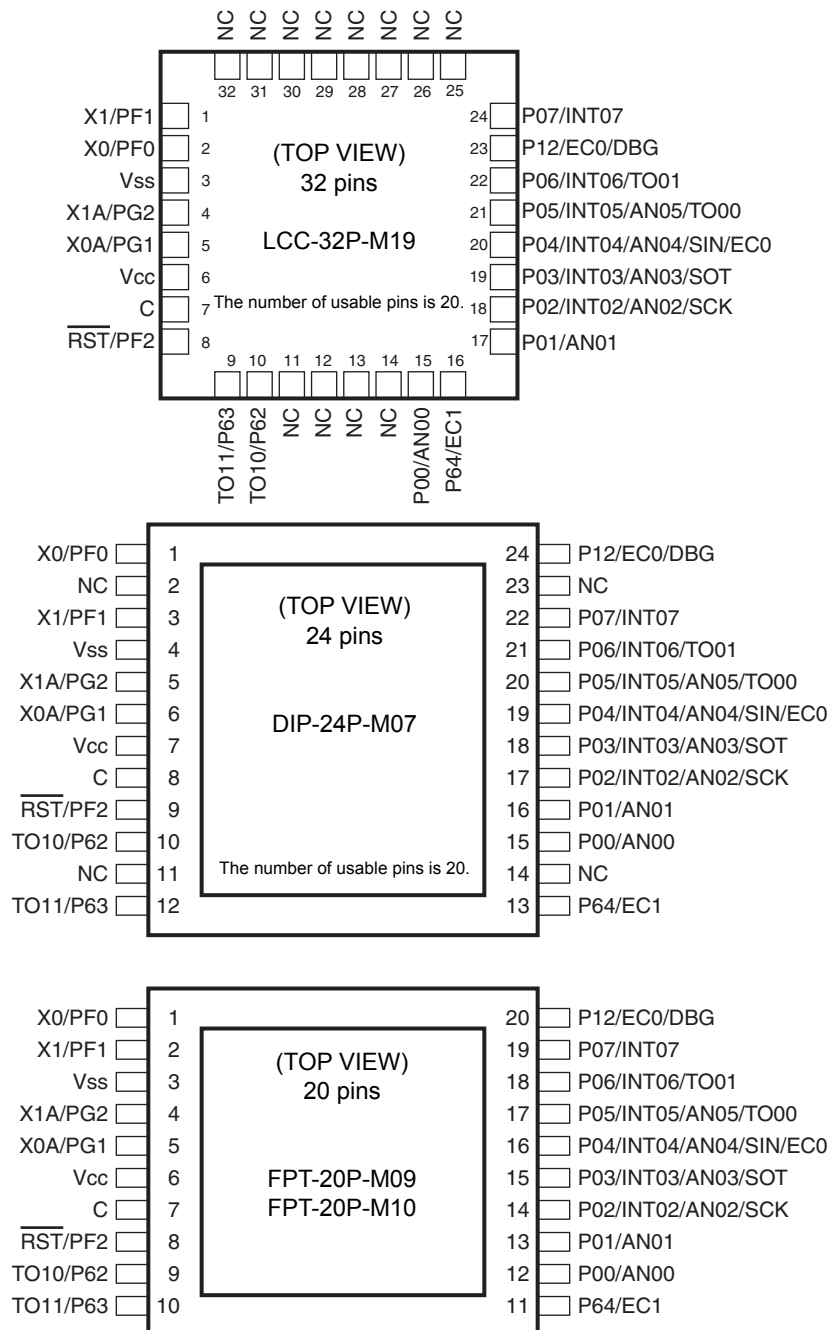 NC NC NC NC NC NC NC NC
32 31 30 29 28 27 26 25
X1/PF1 1
X0/PF0 2
Vss 3
X1A/PG2 4
X0A/PG1 5
Vcc 6
C 7
RST/PF2 8
(TOP VIEW)
32 pins
LCC-32P-M19
The number of usable pins is 20.
24 P07/INT07
23 P12/EC0/DBG
22 P06/INT06/TO01
21 P05/INT05/AN05/TO00
20 P04/INT04/AN04/SIN/EC0
19 P03/INT03/AN03/SOT
18 P02/INT02/AN02/SCK
17 P01/AN01
9 10 11 12 13 14 15 16
TO11/P63
TO10/P62
NC
NC
NC
NC
P00/AN00
P64/EC1
X0/PF0 1
NC 2
X1/PF1 3
Vss 4
X1A/PG2 5
X0A/PG1 6
Vcc 7
C 8
RST/PF2 9
TO10/P62 10
NC 11
TO11/P63 12
(TOP VIEW)
24 pins
DIP-24P-M07
The number of usable pins is 20.
24 P12/EC0/DBG
23 NC
22 P07/INT07
21 P06/INT06/TO01
20 P05/INT05/AN05/TO00
19 P04/INT04/AN04/SIN/EC0
18 P03/INT03/AN03/SOT
17 P02/INT02/AN02/SCK
16 P01/AN01
15 P00/AN00
14 NC
13 P64/EC1
X0/PF0 1
X1/PF1 2
Vss 3
X1A/PG2 4
X0A/PG1 5
Vcc 6
C 7
RST/PF2 8
TO10/P62 9
TO11/P63 10
(TOP VIEW)
20 pins
FPT-20P-M09
FPT-20P-M10
20 P12/EC0/DBG
19 P07/INT07
18 P06/INT06/TO01
17 P05/INT05/AN05/TO00
16 P04/INT04/AN04/SIN/EC0
15 P03/INT03/AN03/SOT
14 P02/INT02/AN02/SCK
13 P01/AN01
12 P00/AN00
11 P64/EC1